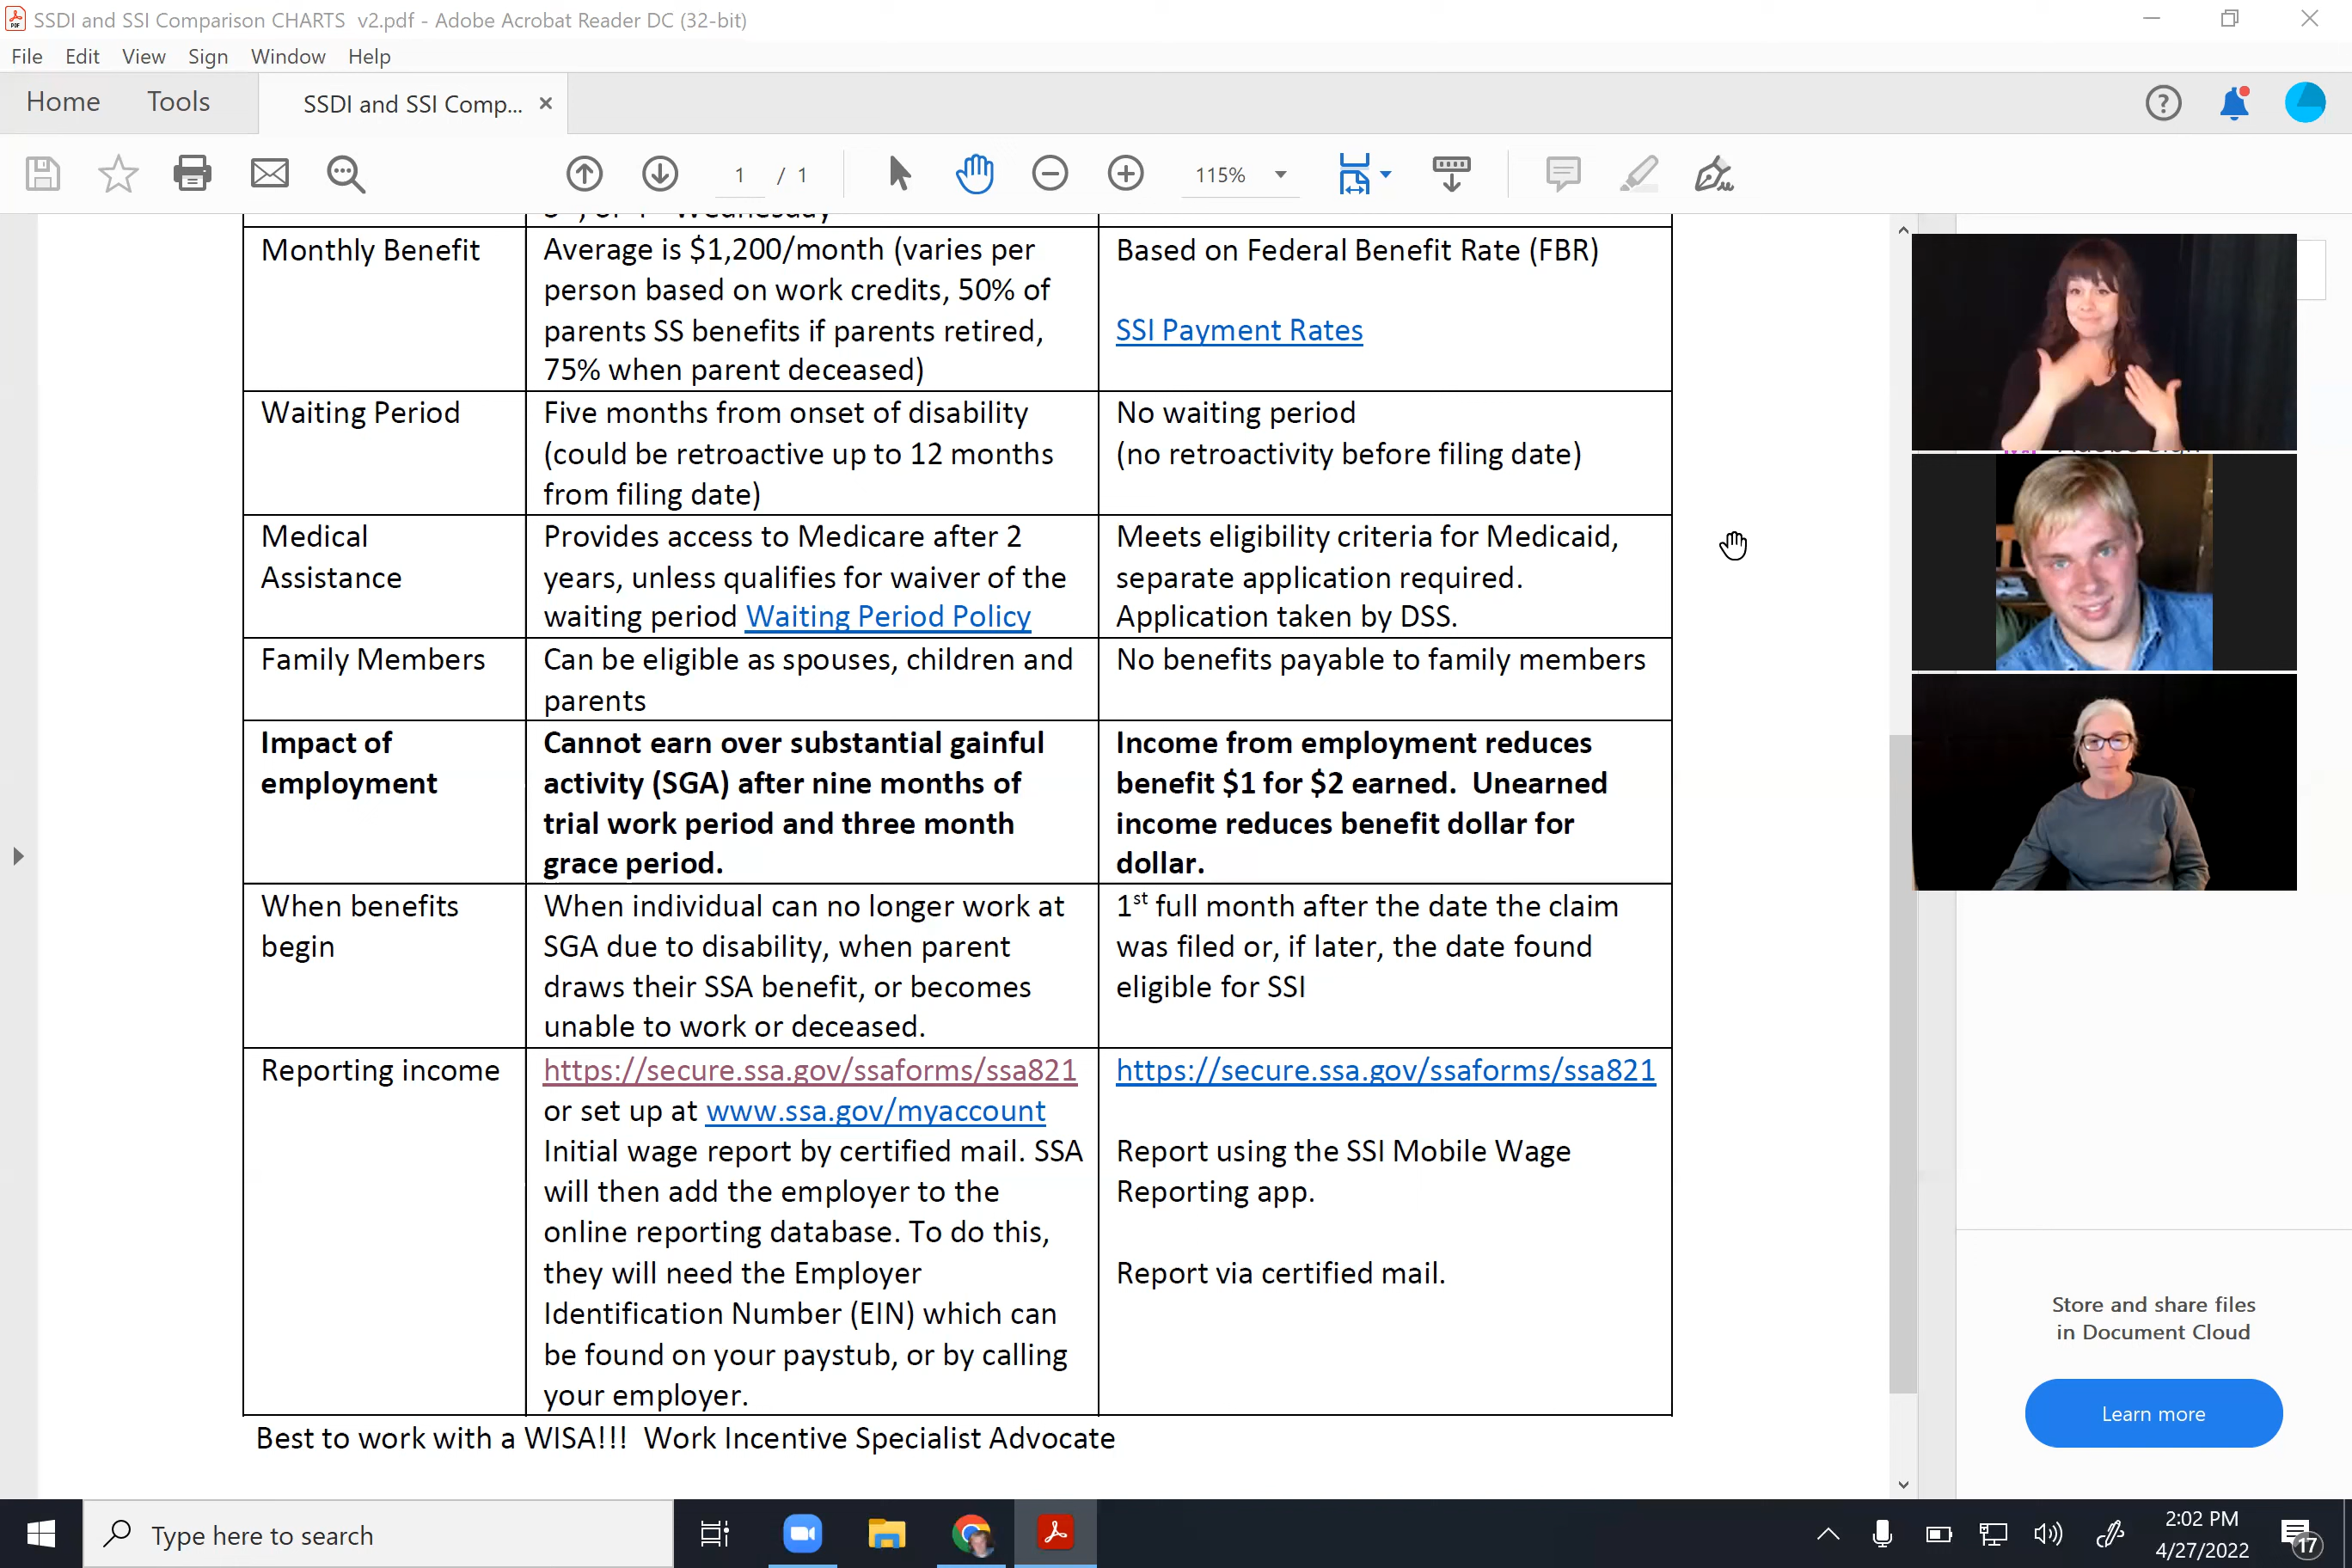 SSDI and SSI Comparison CHARTS v2.pdf - Adobe Acrobat Reader DC (32-bit)
File Edit View Sign Window Help
Home Tools SSDI and SSI Comp... ×
1 / 1 115%
Monthly Benefit
Average is $1,200/month (varies per
person based on work credits, 50% of
parents SS benefits if parents retired,
75% when parent deceased)
Based on Federal Benefit Rate (FBR)
SSI Payment Rates
Waiting Period
Five months from onset of disability
(could be retroactive up to 12 months
from filing date)
No waiting period
(no retroactivity before filing date)
Medical
Assistance
Provides access to Medicare after 2
years, unless qualifies for waiver of the
waiting period Waiting Period Policy
Meets eligibility criteria for Medicaid,
separate application required.
Application taken by DSS.
Family Members
Can be eligible as spouses, children and
parents
No benefits payable to family members
Impact of
employment
Cannot earn over substantial gainful
activity (SGA) after nine months of
trial work period and three month
grace period.
Income from employment reduces
benefit $1 for $2 earned.  Unearned
income reduces benefit dollar for
dollar.
When benefits
begin
When individual can no longer work at
SGA due to disability, when parent
draws their SSA benefit, or becomes
unable to work or deceased.
1st full month after the date the claim
was filed or, if later, the date found
eligible for SSI
Reporting income
https://secure.ssa.gov/ssaforms/ssa821
or set up at www.ssa.gov/myaccount
Initial wage report by certified mail. SSA
will then add the employer to the
online reporting database. To do this,
they will need the Employer
Identification Number (EIN) which can
be found on your paystub, or by calling
your employer.
https://secure.ssa.gov/ssaforms/ssa821
Report using the SSI Mobile Wage
Reporting app.
Report via certified mail.
Best to work with a WISA!!!  Work Incentive Specialist Advocate
Store and share files
in Document Cloud
Learn more
Type here to search
2:02 PM
4/27/2022
17